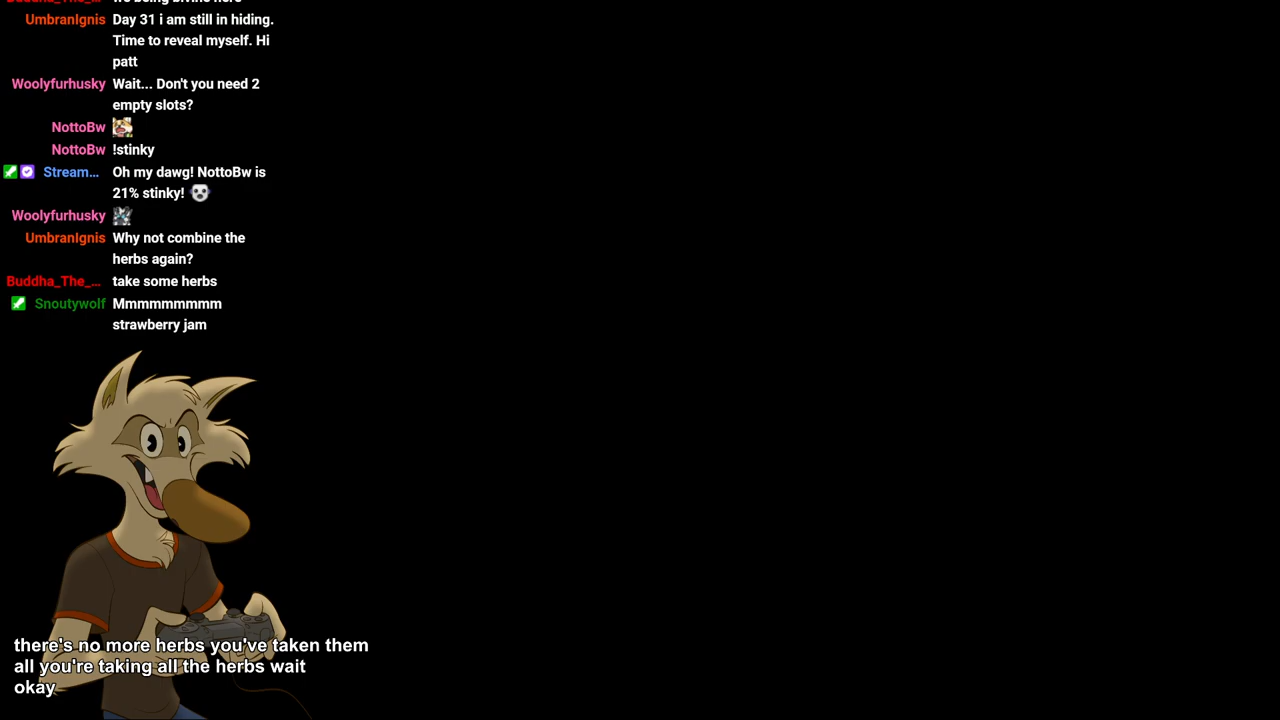 UmbranIgnis Day 31 i am still in hiding.
Time to reveal myself. Hi
patt
Woolyfurhusky Wait... Don't you need 2
empty slots?
NottoBw
NottoBw !stinky
Stream... Oh my dawg! NottoBw is
21% stinky!
Woolyfurhusky
UmbranIgnis Why not combine the
herbs again?
Buddha_The_... take some herbs
Snoutywolf Mmmmmmmmm
strawberry jam
there's no more herbs you've taken them
all you're taking all the herbs wait
okay